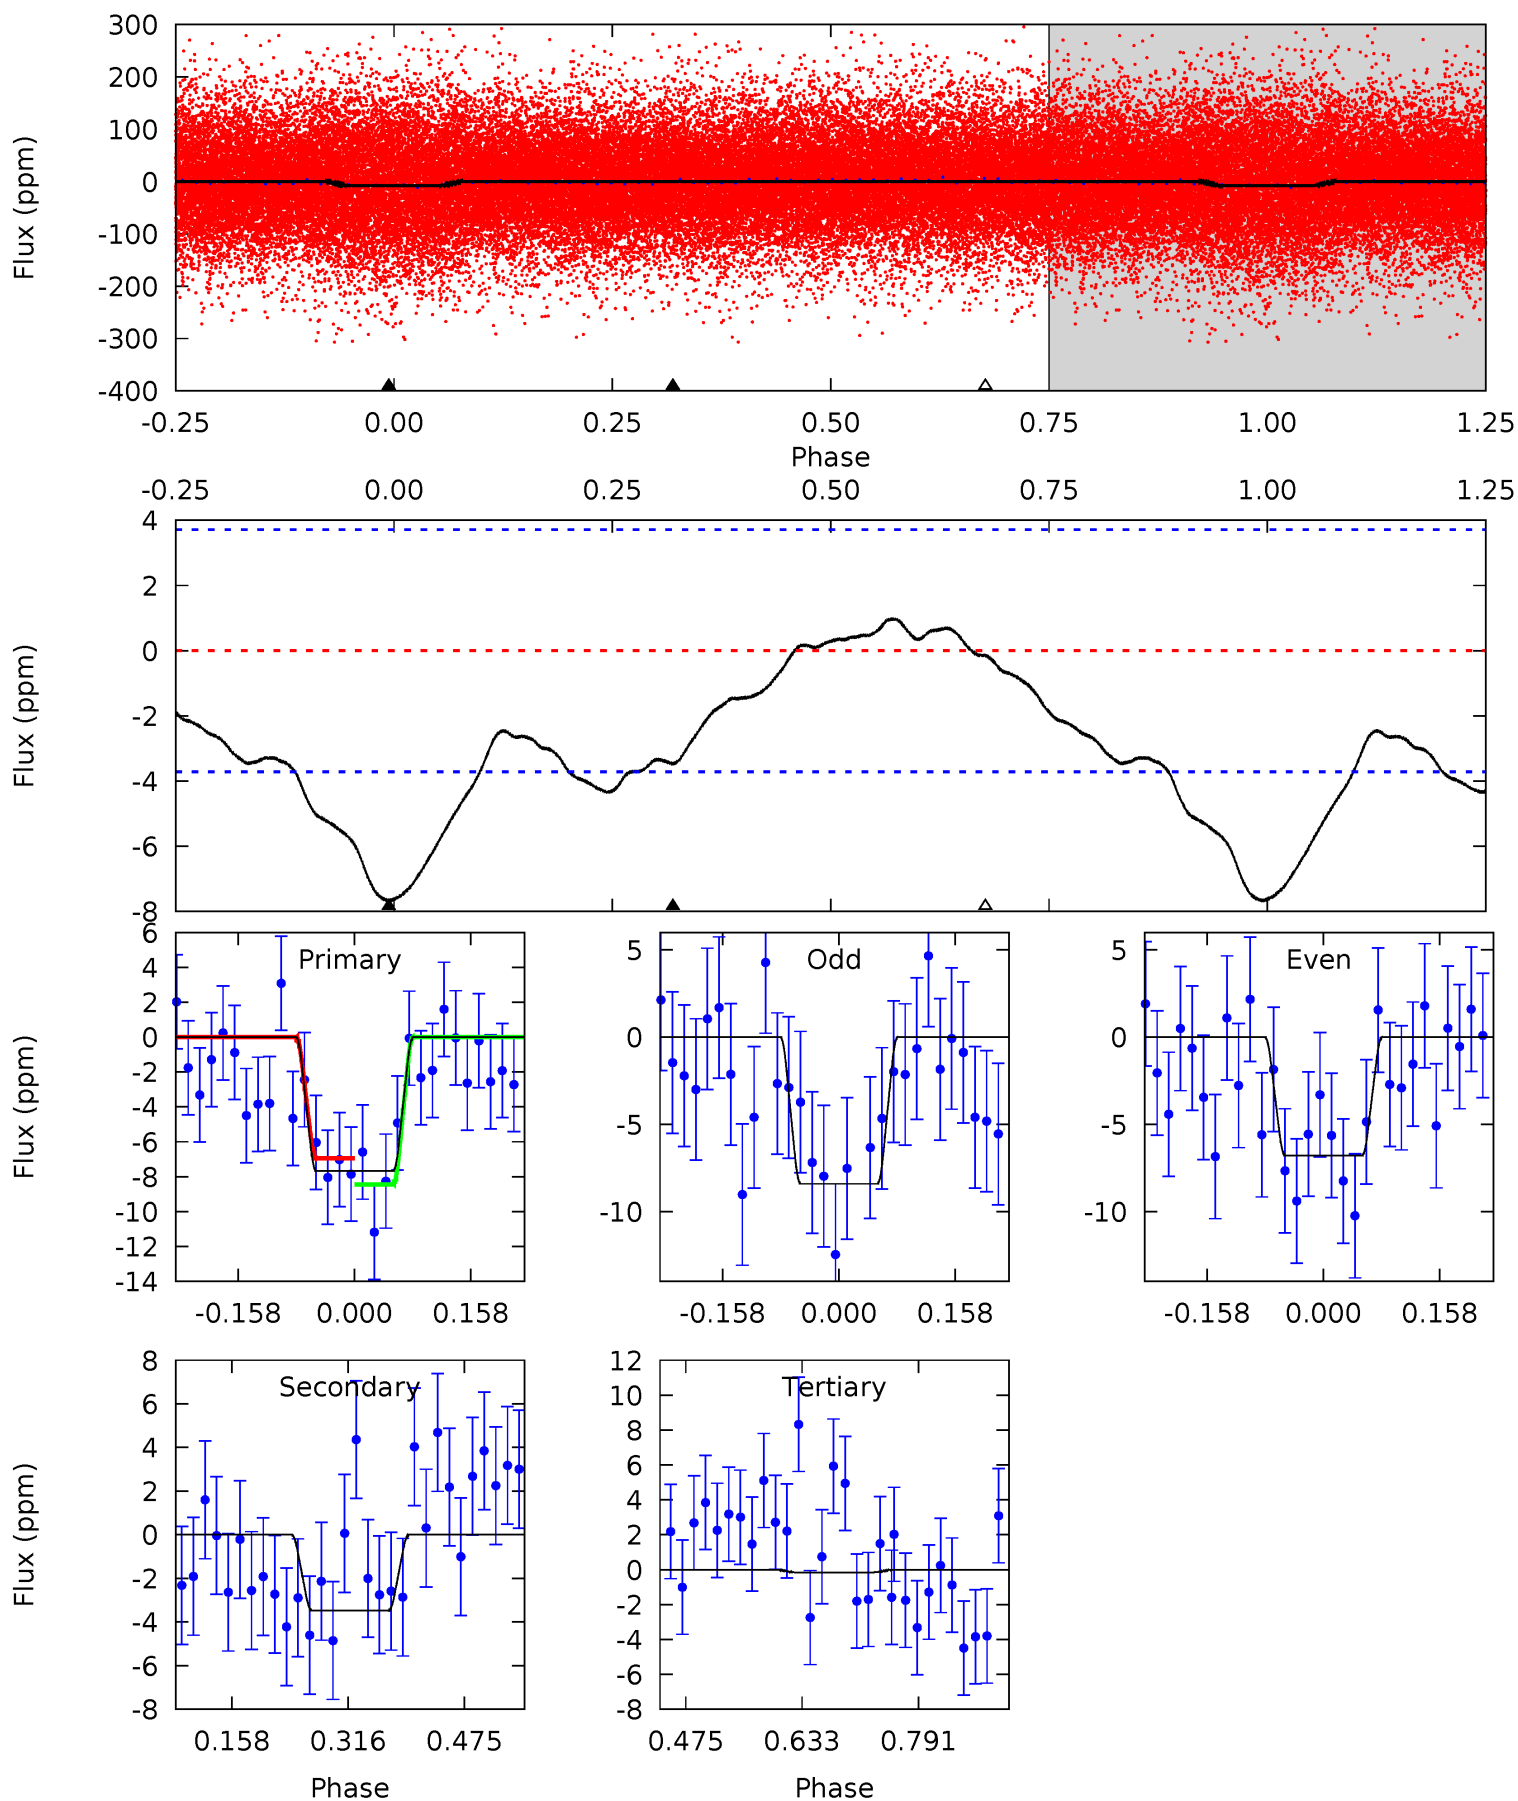 300
200
100
0
-100
-200
-300
-400
Flux (ppm)
-0.25 0.00 0.25 0.50 0.75 1.00 1.25
Phase
-0.25 0.00 0.25 0.50 0.75 1.00 1.25
4
2
0
-2
-4
-6
-8
Flux (ppm)
Primary
6
4
2
0
-2
-4
-6
-8
-10
-12
-14
Flux (ppm)
-0.158 0.000 0.158
Odd
5
0
-5
-10
-0.158 0.000 0.158
Even
5
0
-5
-10
-0.158 0.000 0.158
Secondary
8
6
4
2
0
-2
-4
-6
-8
Flux (ppm)
0.158 0.316 0.475
Phase
Tertiary
12
10
8
6
4
2
0
-2
-4
-6
-8
0.475 0.633 0.791
Phase